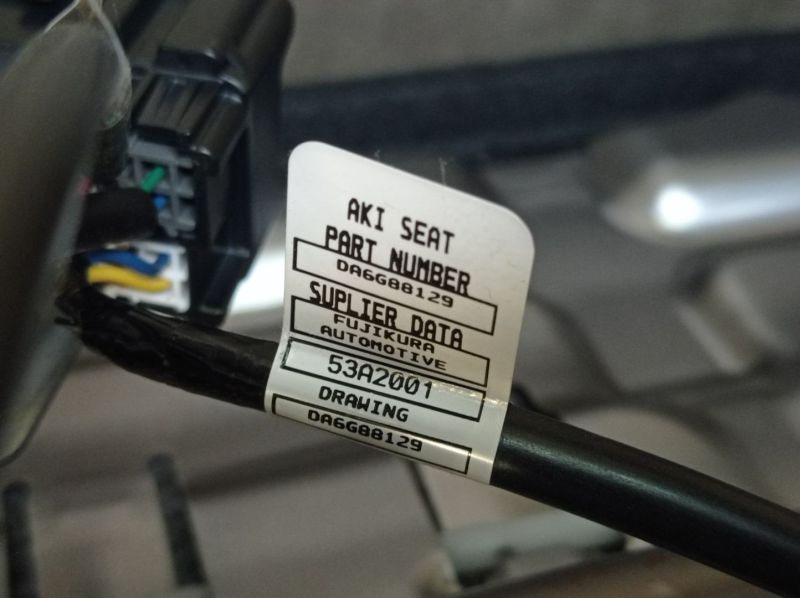 AKI SEAT
PART NUMBER
DA6G88129
SUPLIER DATA
FUJIKURA
AUTOMOTIVE
53A2001
DRAWING
DA6G88129